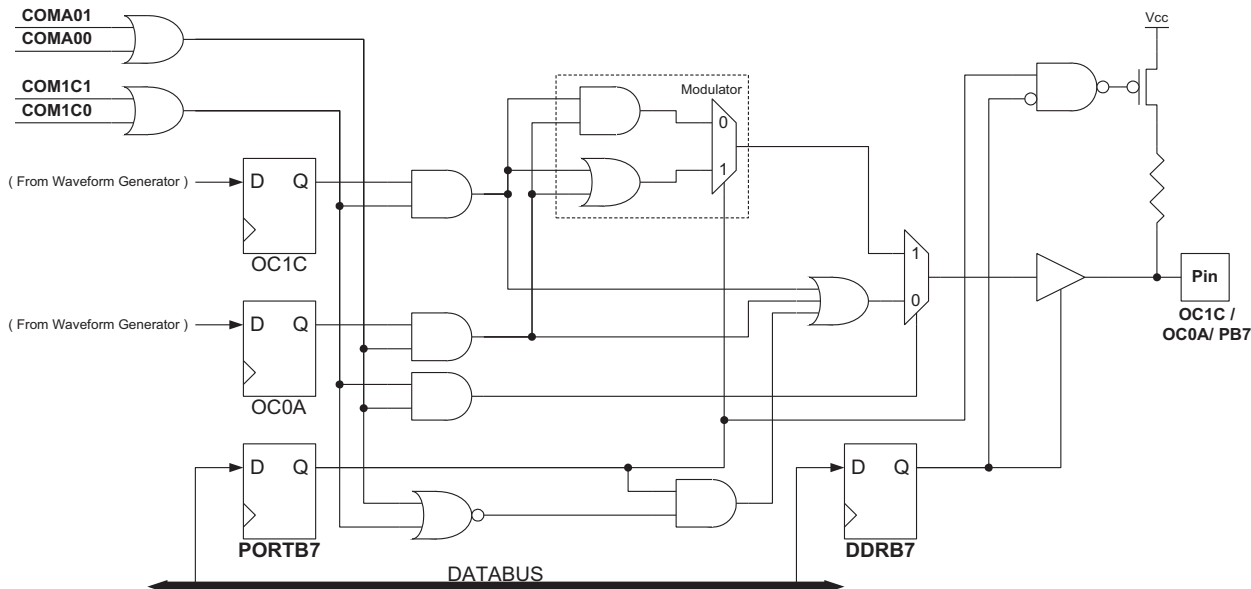 COMA01
COMA00
Vcc
COM1C1
COM1C0
Modulator
0
1
( From Waveform Generator )
D Q
OC1C
1
0
Pin
OC1C /
OC0A/ PB7
( From Waveform Generator )
D Q
OC0A
D Q
PORTB7
D Q
DDRB7
DATABUS